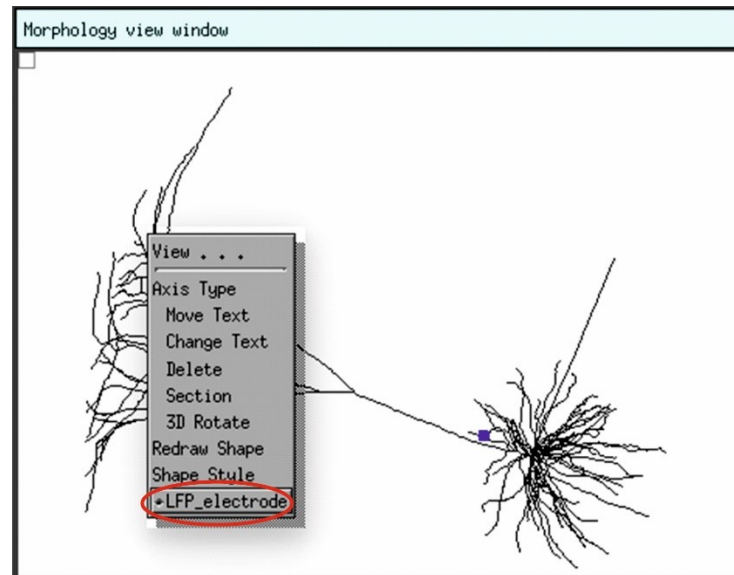 Morphology view window
View . . .
Axis Type
Move Text
Change Text
Delete
Section
3D Rotate
Redraw Shape
Shape Style
LFP_electrode